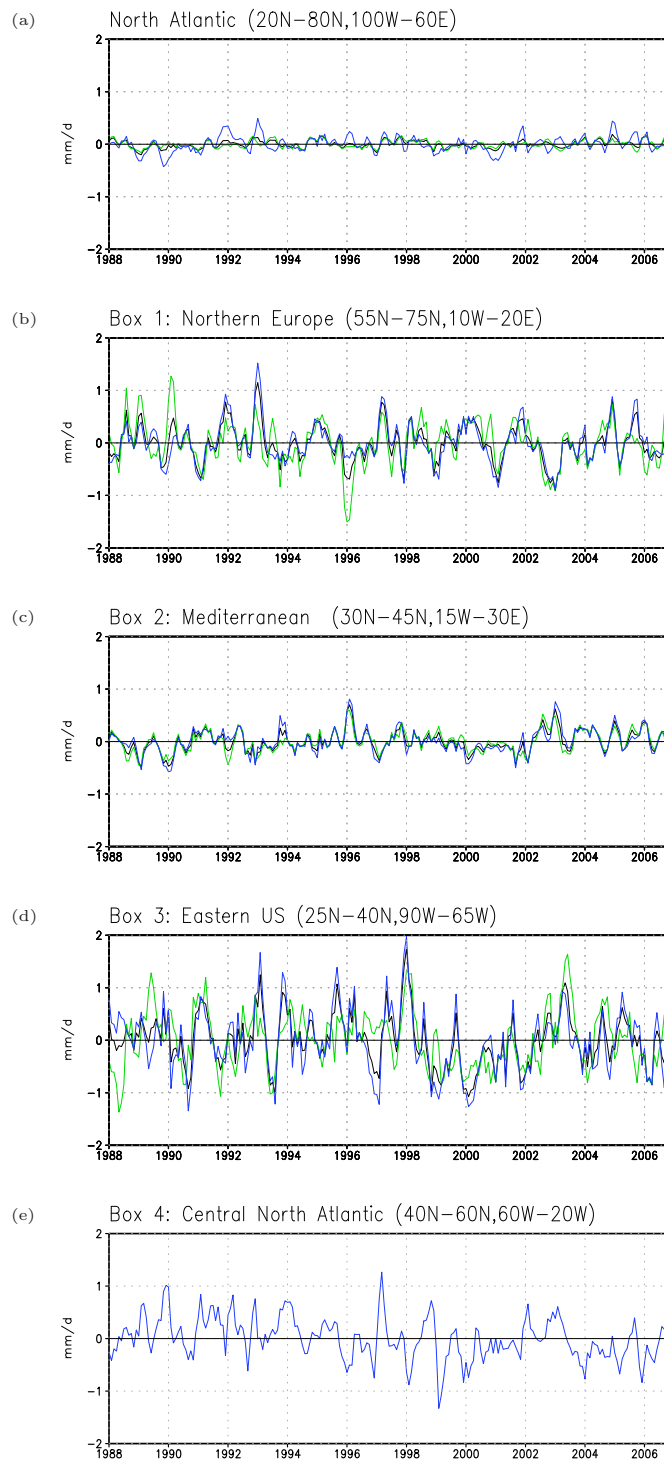 (a)
North Atlantic (20N−80N,100W−60E)
2
1
0
−1
−2
mm/d
1988 1990 1992 1994 1996 1998 2000 2002 2004 2006
(b)
Box 1: Northern Europe (55N−75N,10W−20E)
2
1
0
−1
−2
mm/d
1988 1990 1992 1994 1996 1998 2000 2002 2004 2006
(c)
Box 2: Mediterranean (30N−45N,15W−30E)
2
1
0
−1
−2
mm/d
1988 1990 1992 1994 1996 1998 2000 2002 2004 2006
(d)
Box 3: Eastern US (25N−40N,90W−65W)
2
1
0
−1
−2
mm/d
1988 1990 1992 1994 1996 1998 2000 2002 2004 2006
(e)
Box 4: Central North Atlantic (40N−60N,60W−20W)
2
1
0
−1
−2
mm/d
1988 1990 1992 1994 1996 1998 2000 2002 2004 2006